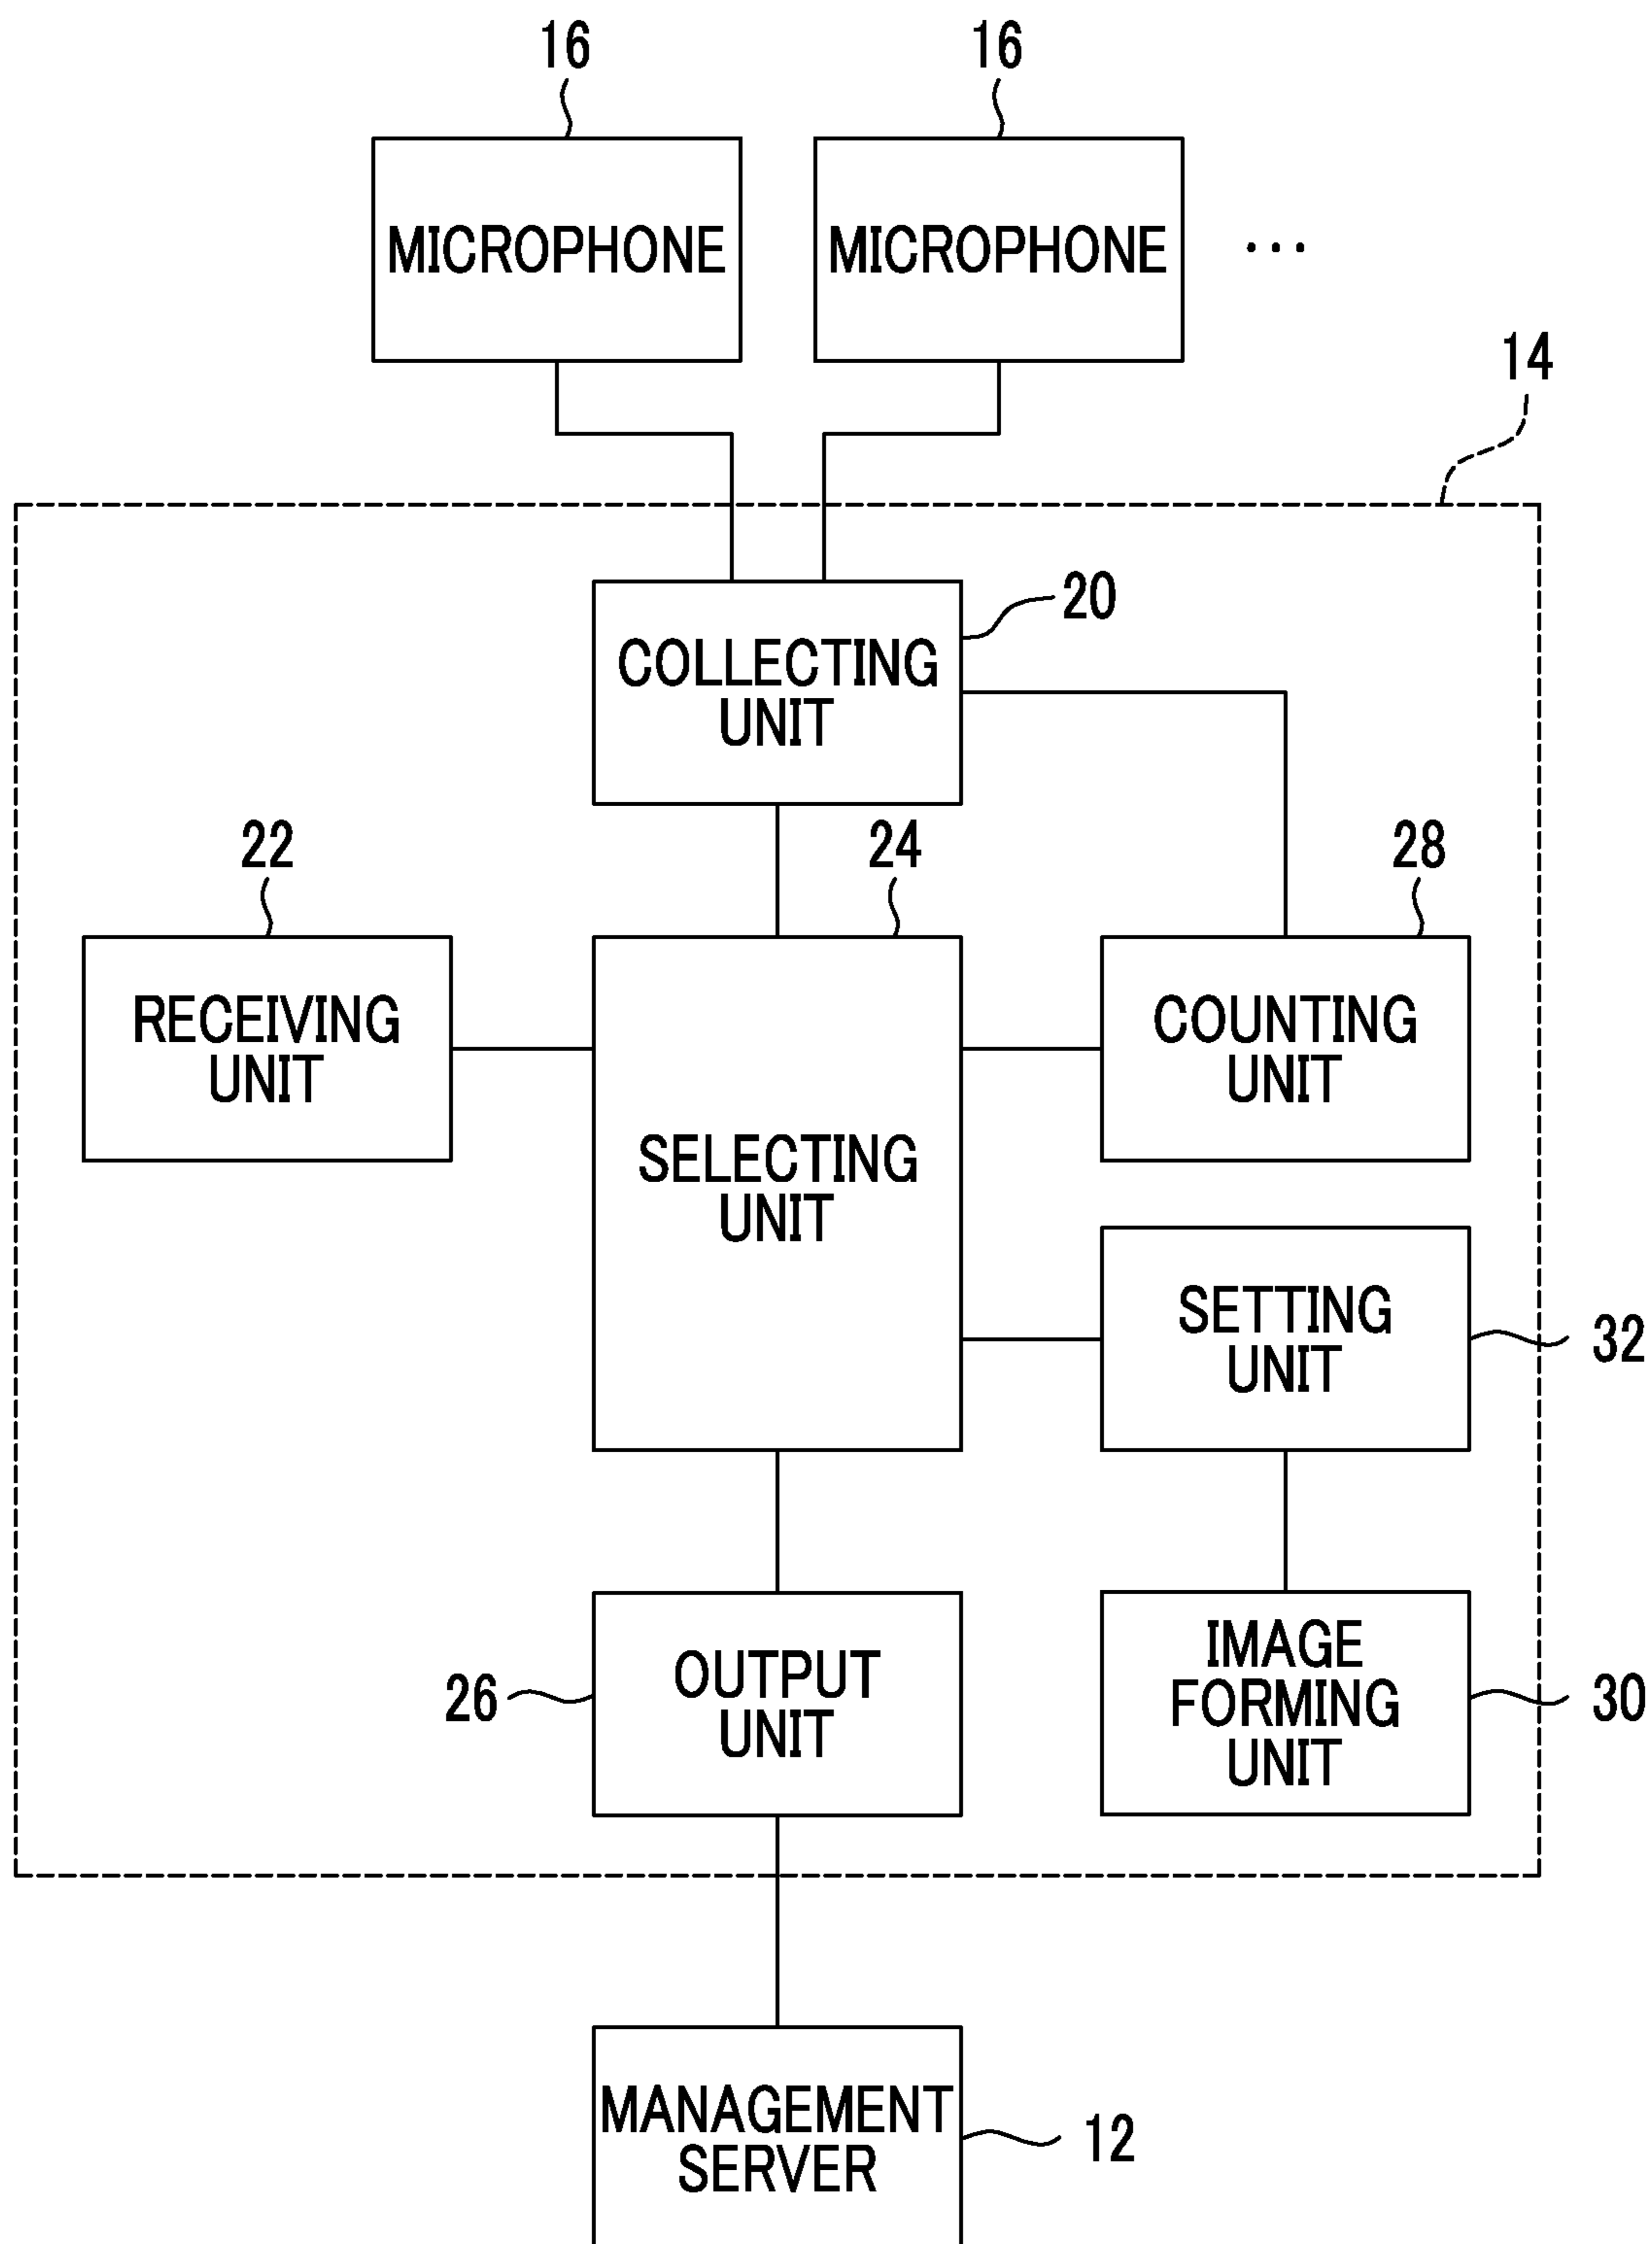 16
16
MICROPHONE
MICROPHONE
...
14
20
COLLECTING
UNIT
22
24
28
RECEIVING
UNIT
COUNTING
UNIT
SELECTING
UNIT
SETTING
UNIT
32
26
OUTPUT
UNIT
IMAGE
FORMING
UNIT
30
MANAGEMENT
SERVER
12